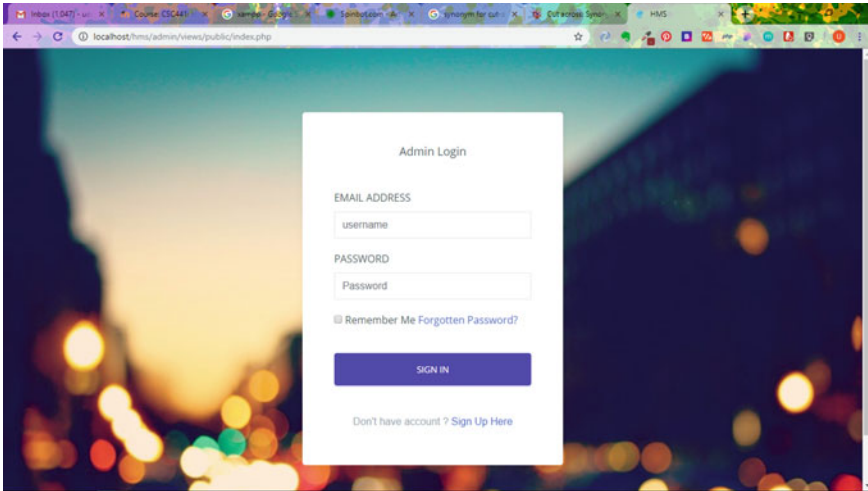 Inbox (1,047)
Course: CSC441
Google
Spinbot.com - A
synonym for cut
Cut across Synon
HMS
localhost/hms/admin/views/public/index.php
Admin Login
EMAIL ADDRESS
username
PASSWORD
Password
Remember Me Forgotten Password?
SIGN IN
Don't have account ? Sign Up Here